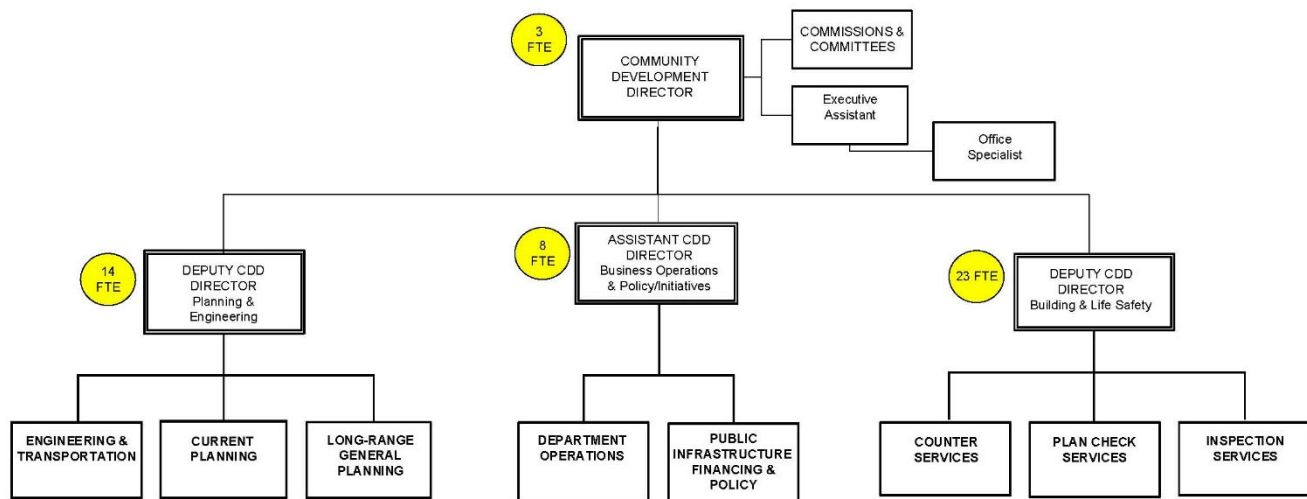 3
FTE
COMMUNITY
DEVELOPMENT
DIRECTOR
COMMISSIONS &
COMMITTEES
Executive
Assistant
Office
Specialist
14
FTE
DEPUTY CDD
DIRECTOR
Planning &
Engineering
8
FTE
ASSISTANT CDD
DIRECTOR
Business Operations
& Policy/Initiatives
23 FTE
DEPUTY CDD
DIRECTOR
Building & Life Safety
ENGINEERING &
TRANSPORTATION
CURRENT
PLANNING
LONG-RANGE
GENERAL
PLANNING
DEPARTMENT
OPERATIONS
PUBLIC
INFRASTRUCTURE
FINANCING &
POLICY
COUNTER
SERVICES
PLAN CHECK
SERVICES
INSPECTION
SERVICES